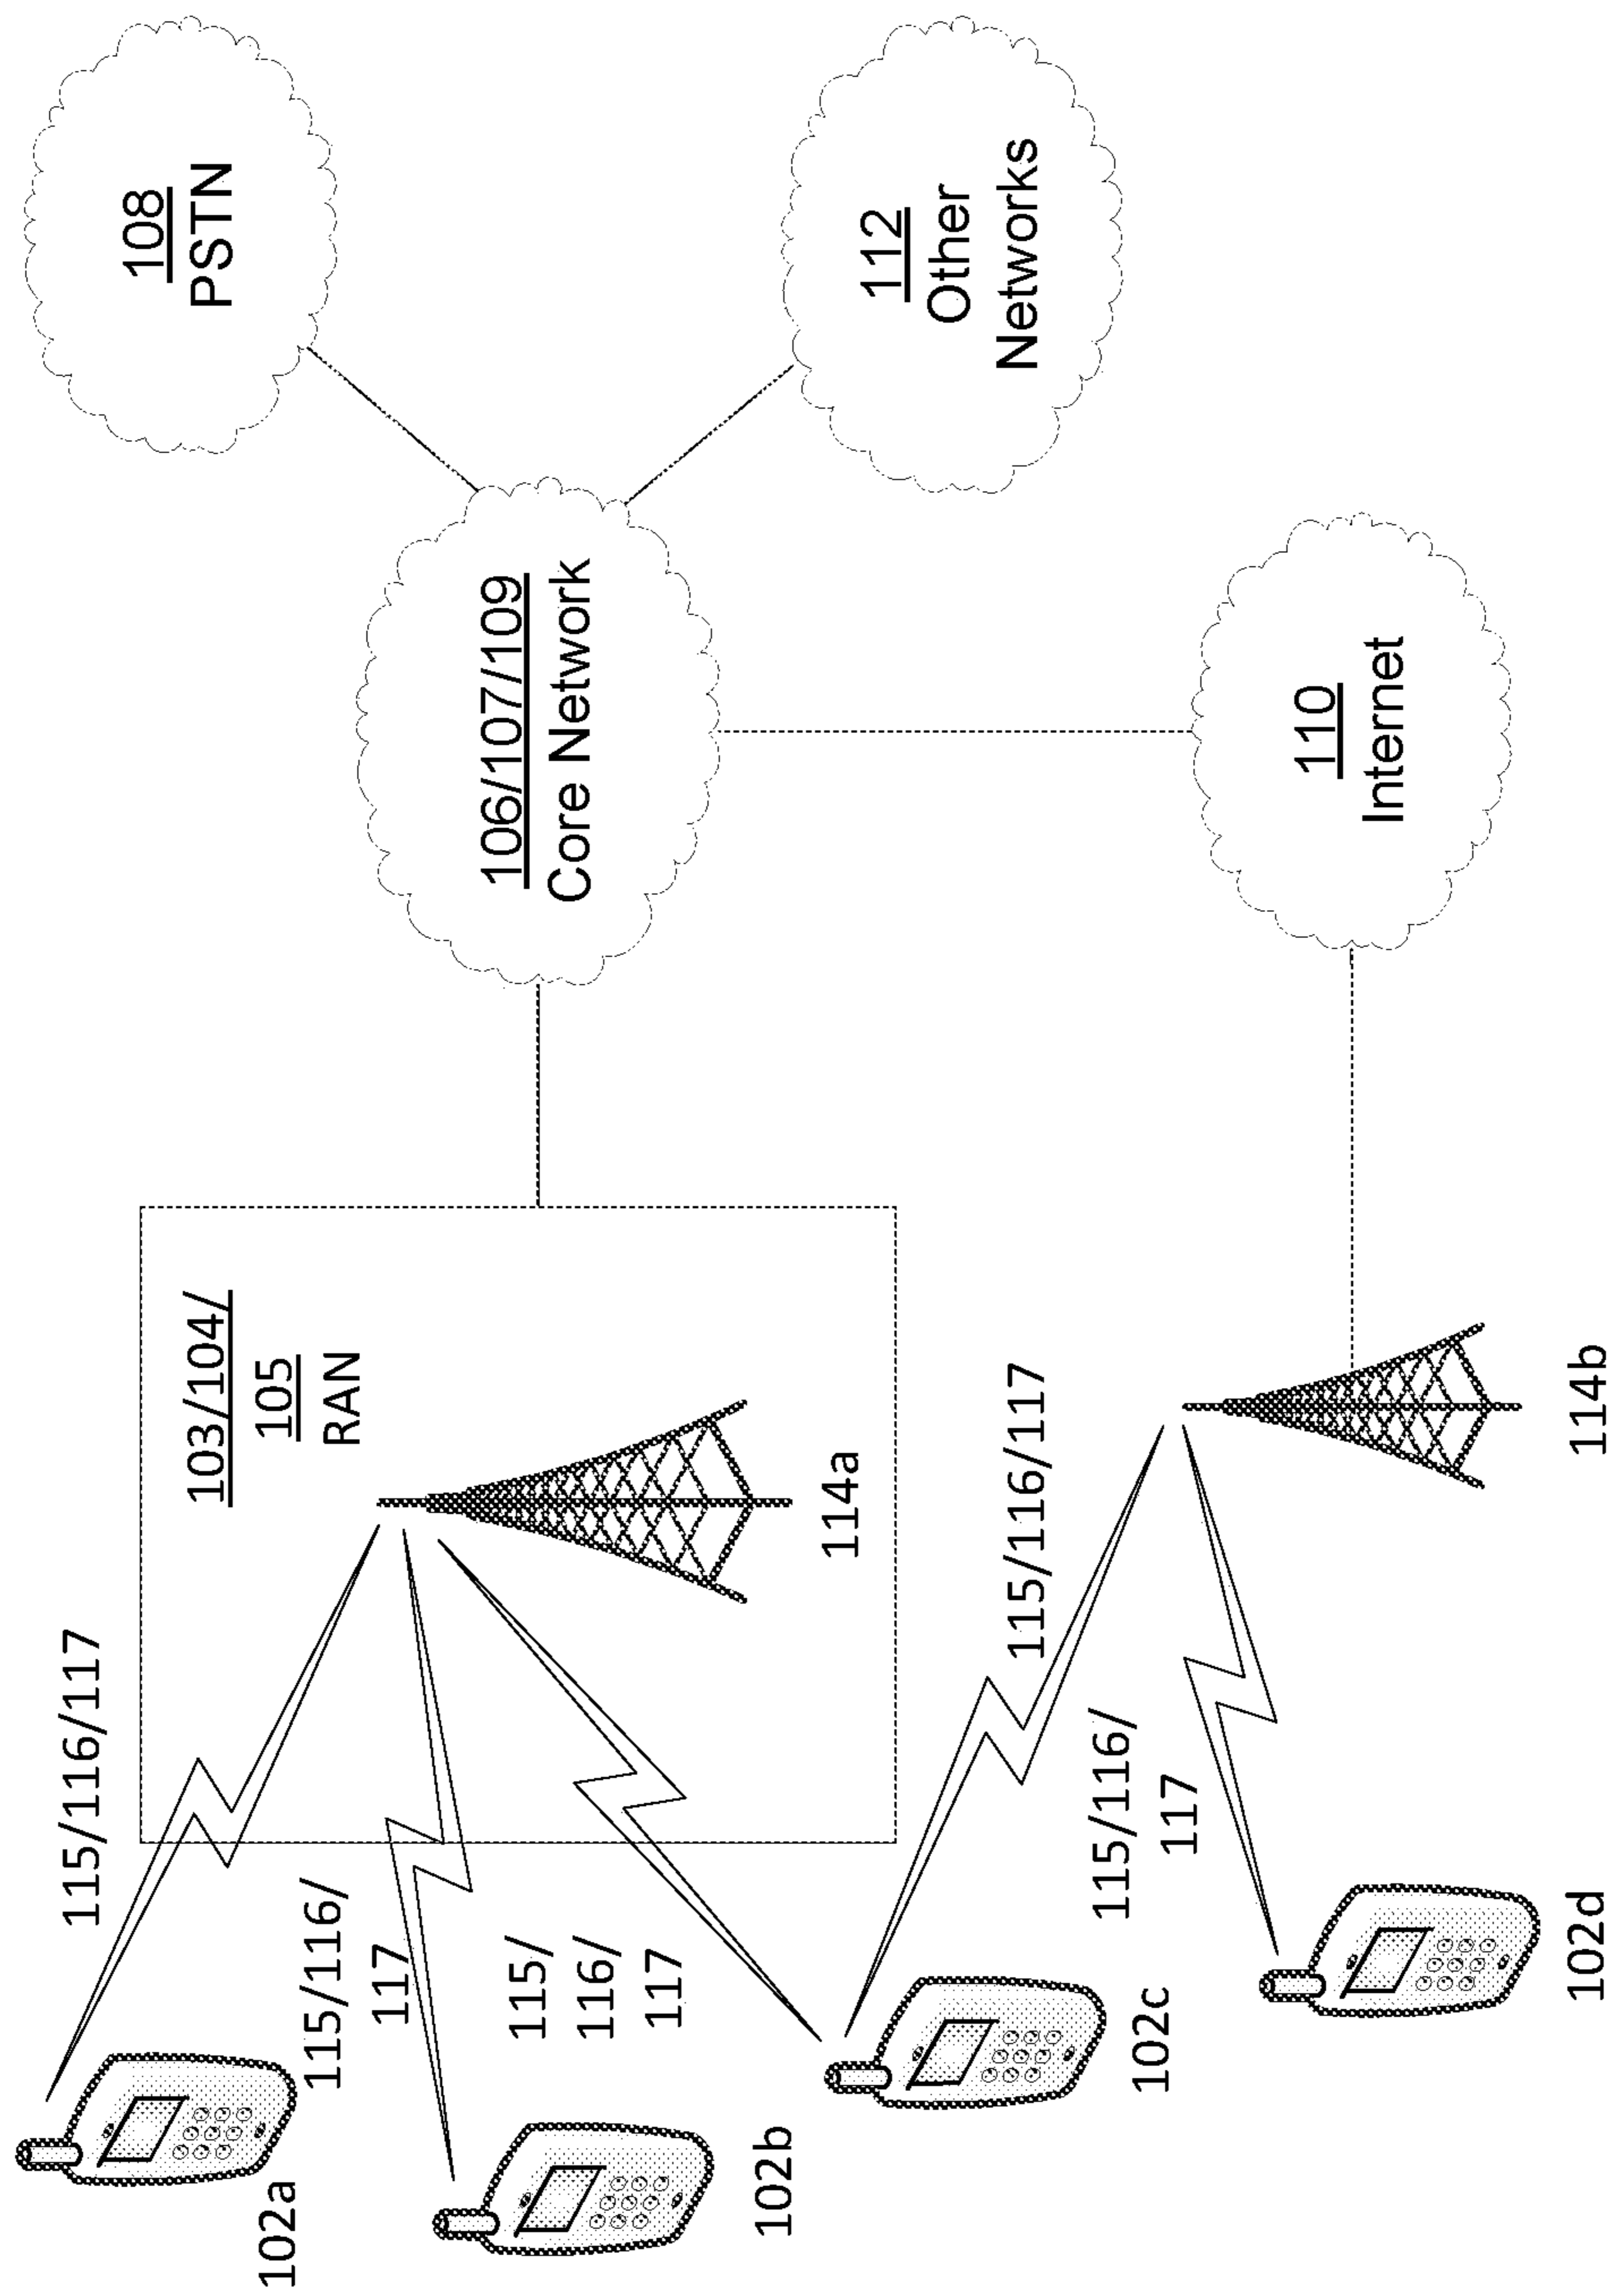 115/116/117
102a
103/104/
105
RAN
115/116/
117
102b
115/
116/
117
114a
106/107/109
Core Network
108
PSTN
112
Other
Networks
102c
115/116/117
115/116/
117
102d
114b
110
Internet